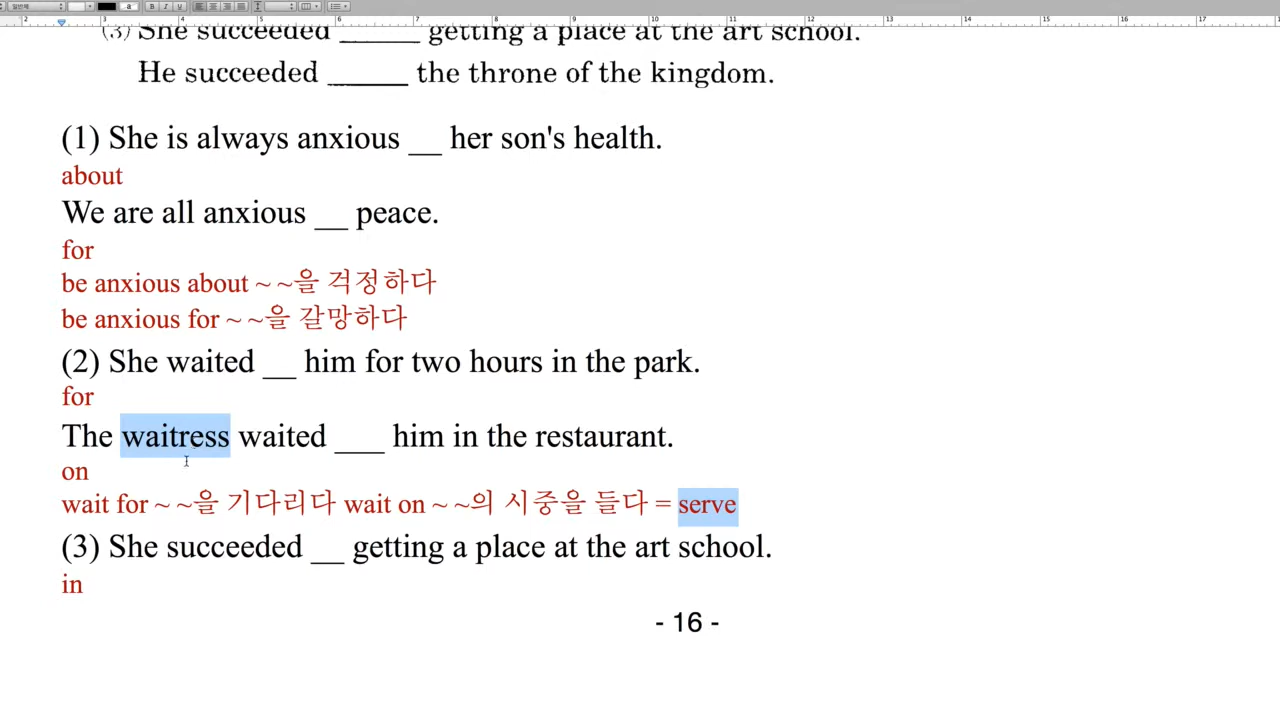 (3) She succeeded _____ getting a place at the art school.
He succeeded _____ the throne of the kingdom.
(1) She is always anxious __ her son's health.
about
We are all anxious __ peace.
for
be anxious about ~ ~을 걱정하다
be anxious for ~ ~을 갈망하다
(2) She waited __ him for two hours in the park.
for
The waitress waited ___ him in the restaurant.
on
wait for ~ ~을 기다리다 wait on ~ ~의 시중을 들다 = serve
(3) She succeeded __ getting a place at the art school.
in
- 16 -